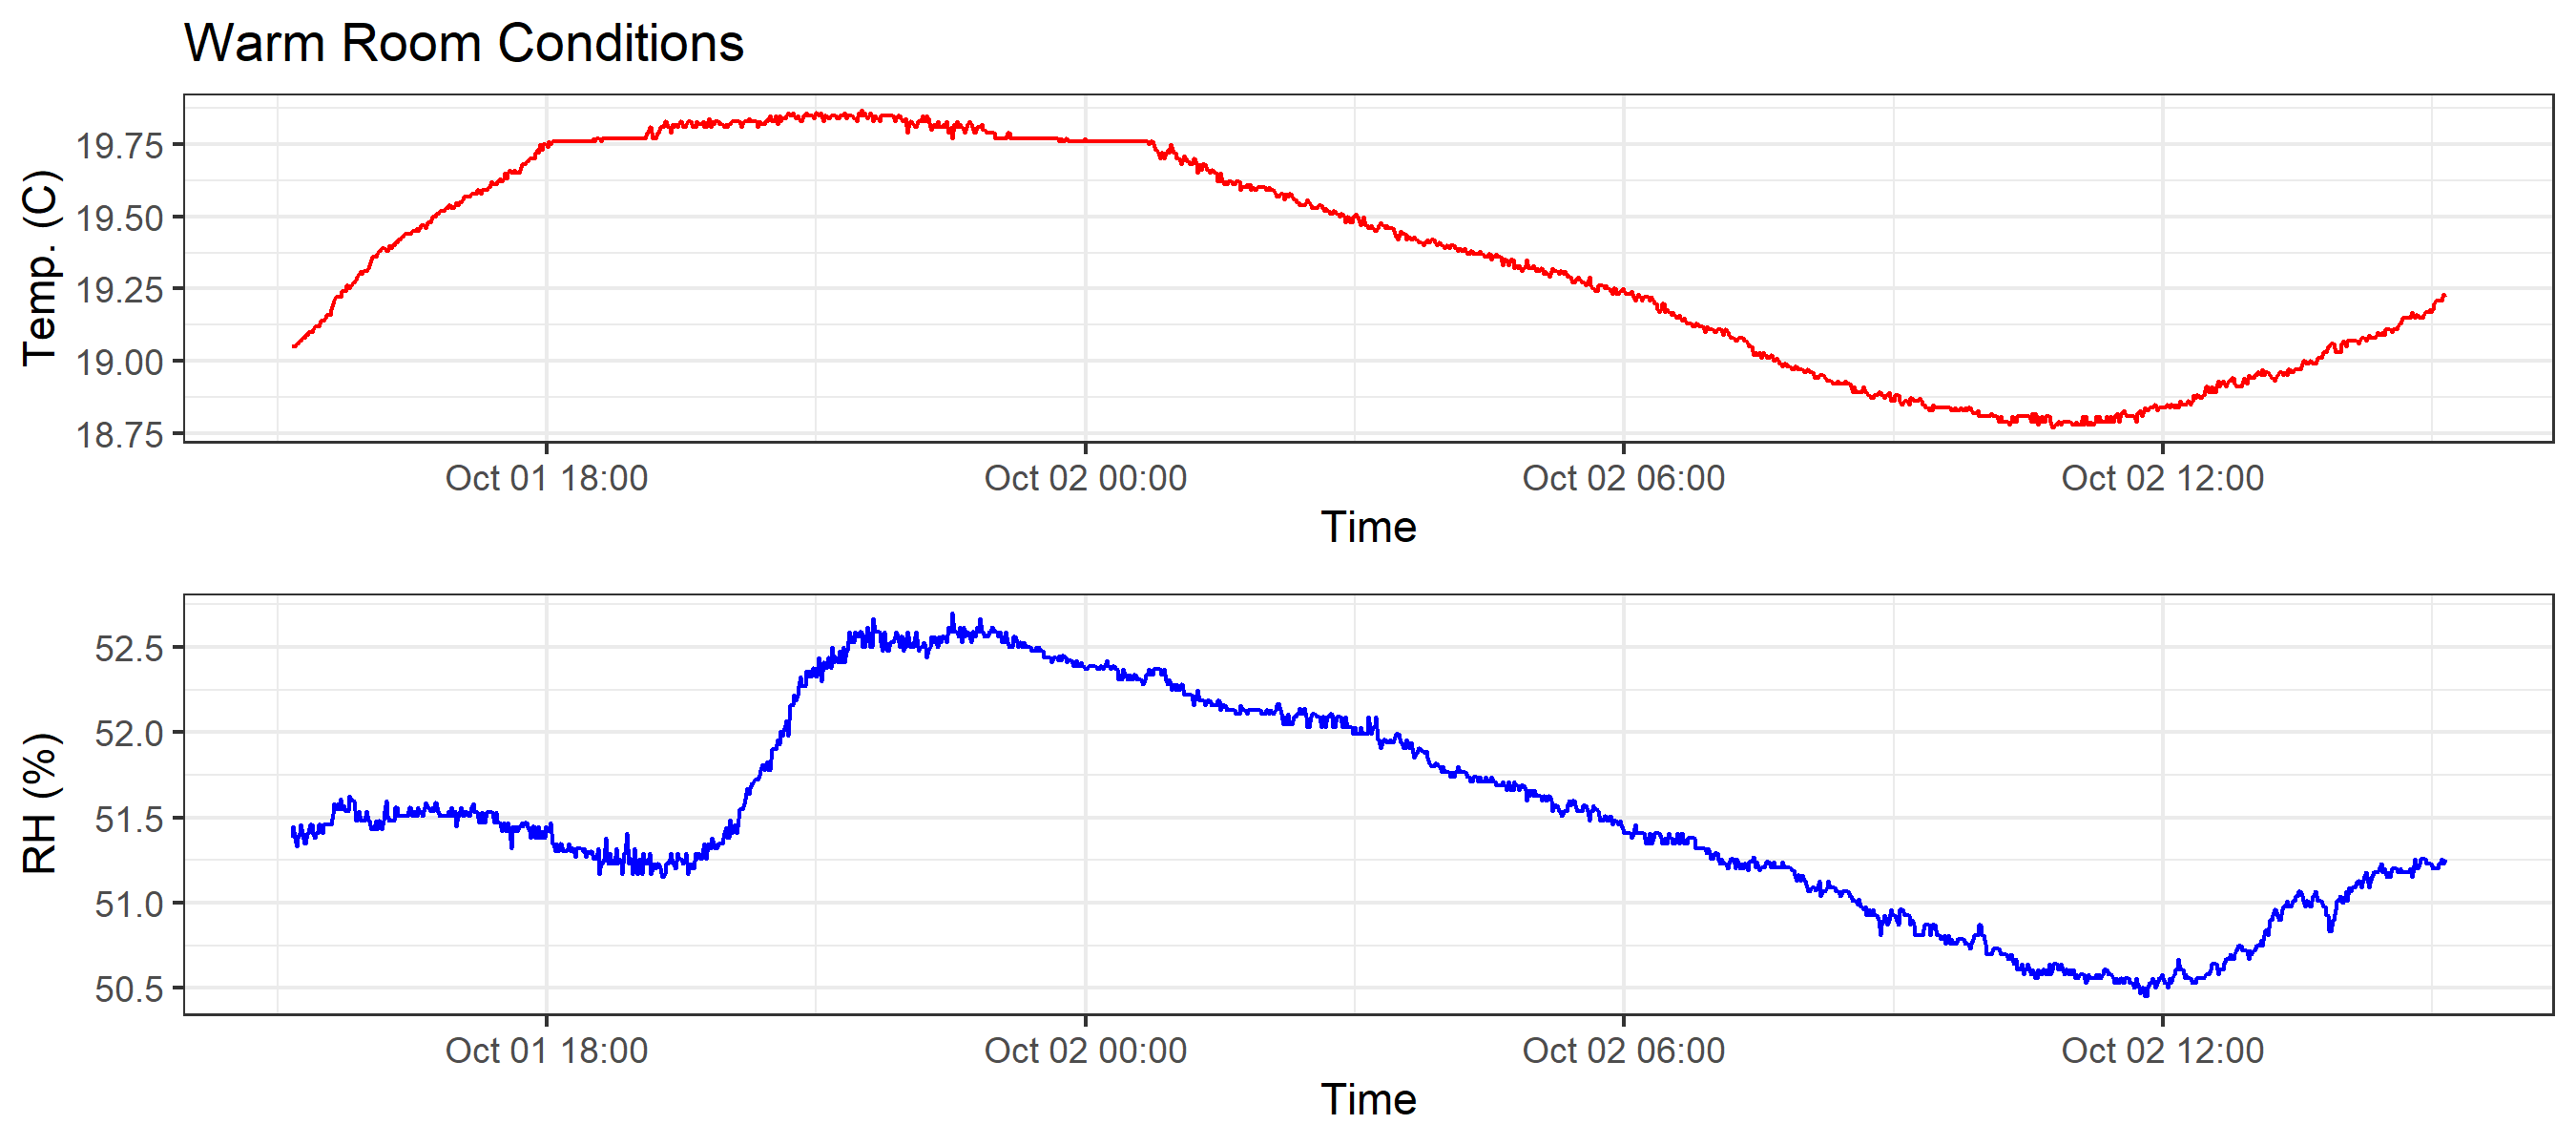 Warm Room Conditions
Temp. (C)
19.75
19.50
19.25
19.00
18.75
Oct 01 18:00 Oct 02 00:00 Oct 02 06:00 Oct 02 12:00
Time
RH (%)
52.5
52.0
51.5
51.0
50.5
Oct 01 18:00 Oct 02 00:00 Oct 02 06:00 Oct 02 12:00
Time